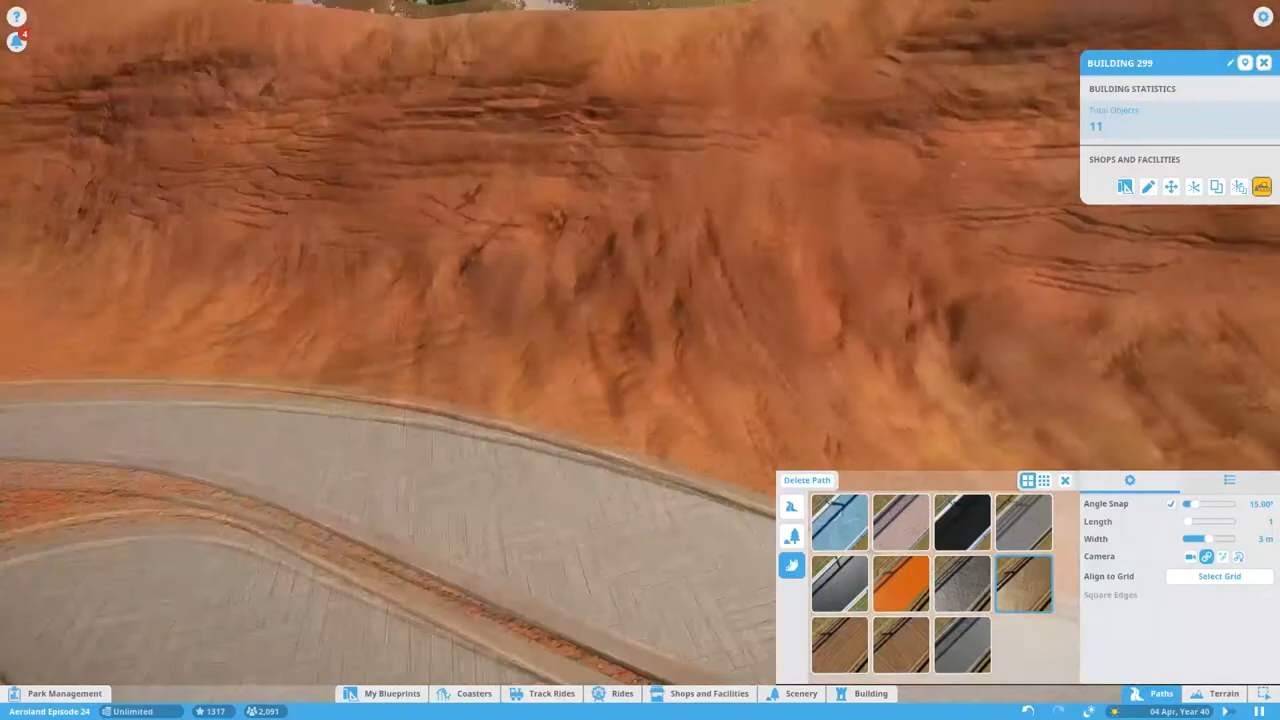 ?
4
BUILDING 299
BUILDING STATISTICS
Total Objects
11
SHOPS AND FACILITIES
Delete Path
Angle Snap 15.00°
Length 1
Width 3 m
Camera
Align to Grid Select Grid
Square Edges
Park Management My Blueprints Coasters Track Rides Rides Shops and Facilities Scenery Building Paths Terrain
Aeroland Episode 24 Unlimited 1317 2,091 04 Apr, Year 40